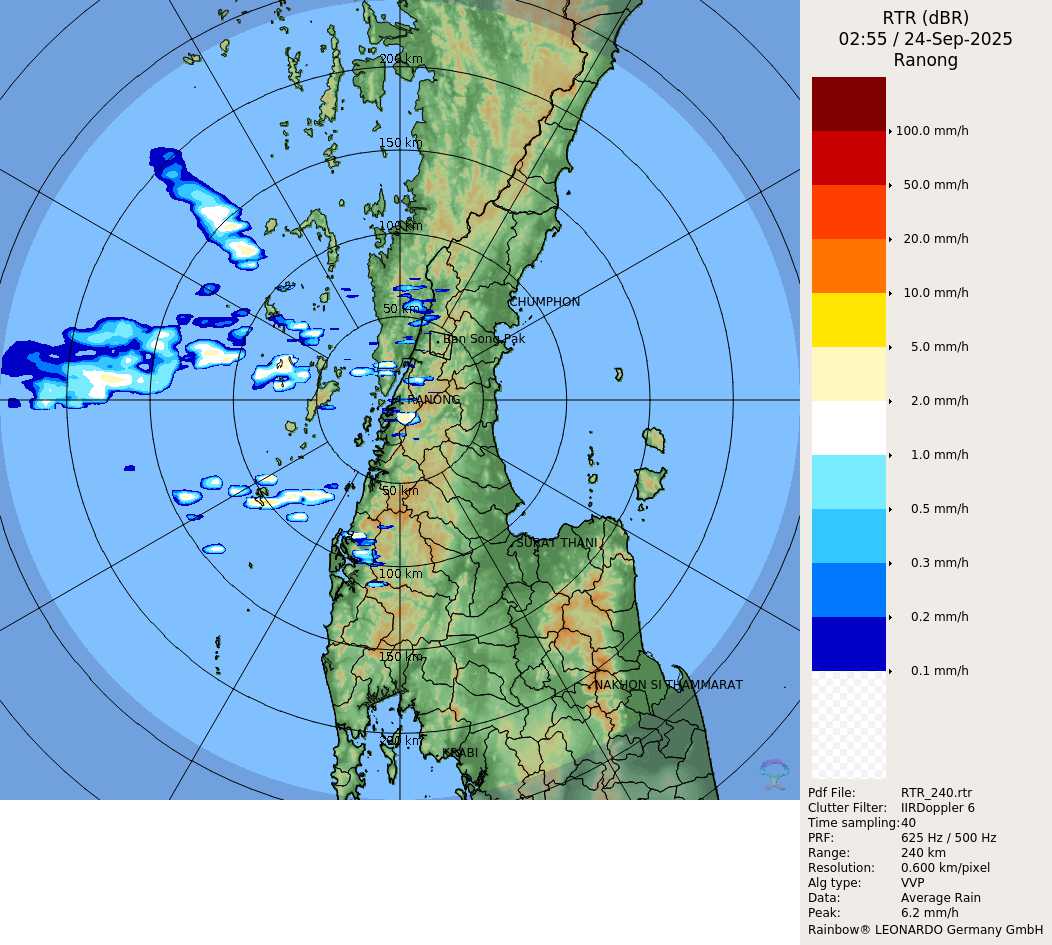 RTR (dBR)
02:55 / 24-Sep-2025
Ranong
200 km
150 km
100 km
50 km
CHUMPHON
Ban Song Pak
RANONG
50 km
SURAT THANI
100 km
150 km
NAKHON SI THAMMARAT
200 km
KRABI
100.0 mm/h
50.0 mm/h
20.0 mm/h
10.0 mm/h
5.0 mm/h
2.0 mm/h
1.0 mm/h
0.5 mm/h
0.3 mm/h
0.2 mm/h
0.1 mm/h
Pdf File: RTR_240.rtr
Clutter Filter: IIRDoppler 6
Time sampling:40
PRF: 625 Hz / 500 Hz
Range: 240 km
Resolution: 0.600 km/pixel
Alg type: VVP
Data: Average Rain
Peak: 6.2 mm/h
Rainbow® LEONARDO Germany GmbH